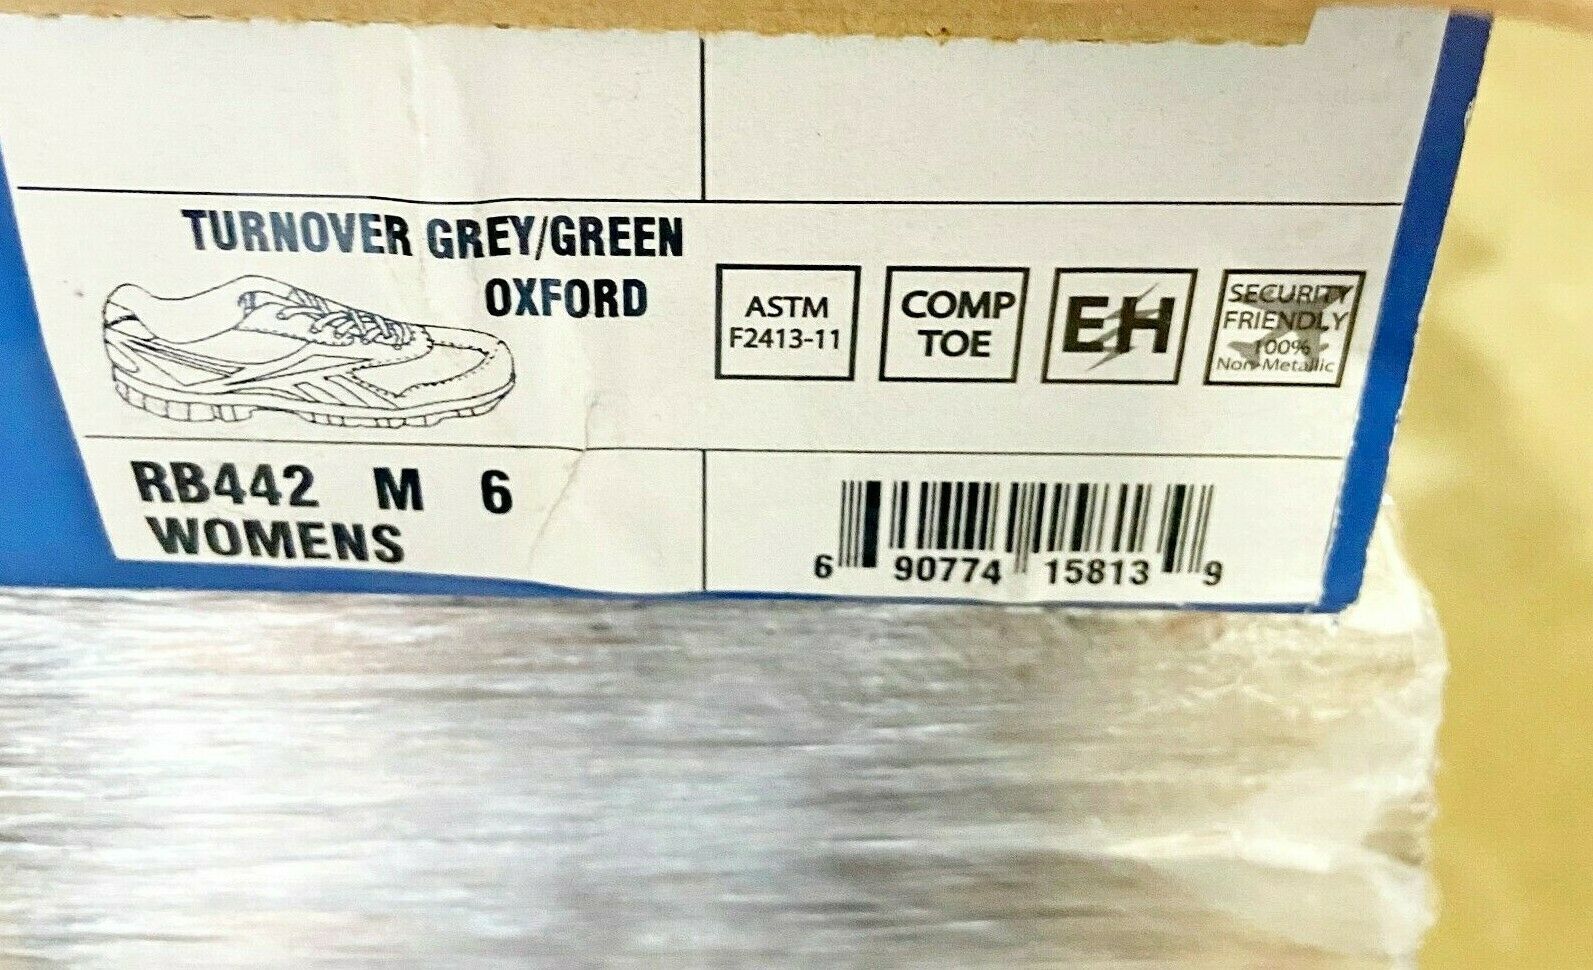 TURNOVER GREY/GREEN
OXFORD
ASTM
F2413-11
COMP
TOE
EH
SECURITY
FRIENDLY
100%
Non-Metallic
RB442 M 6
WOMENS
6 90774 15813 9